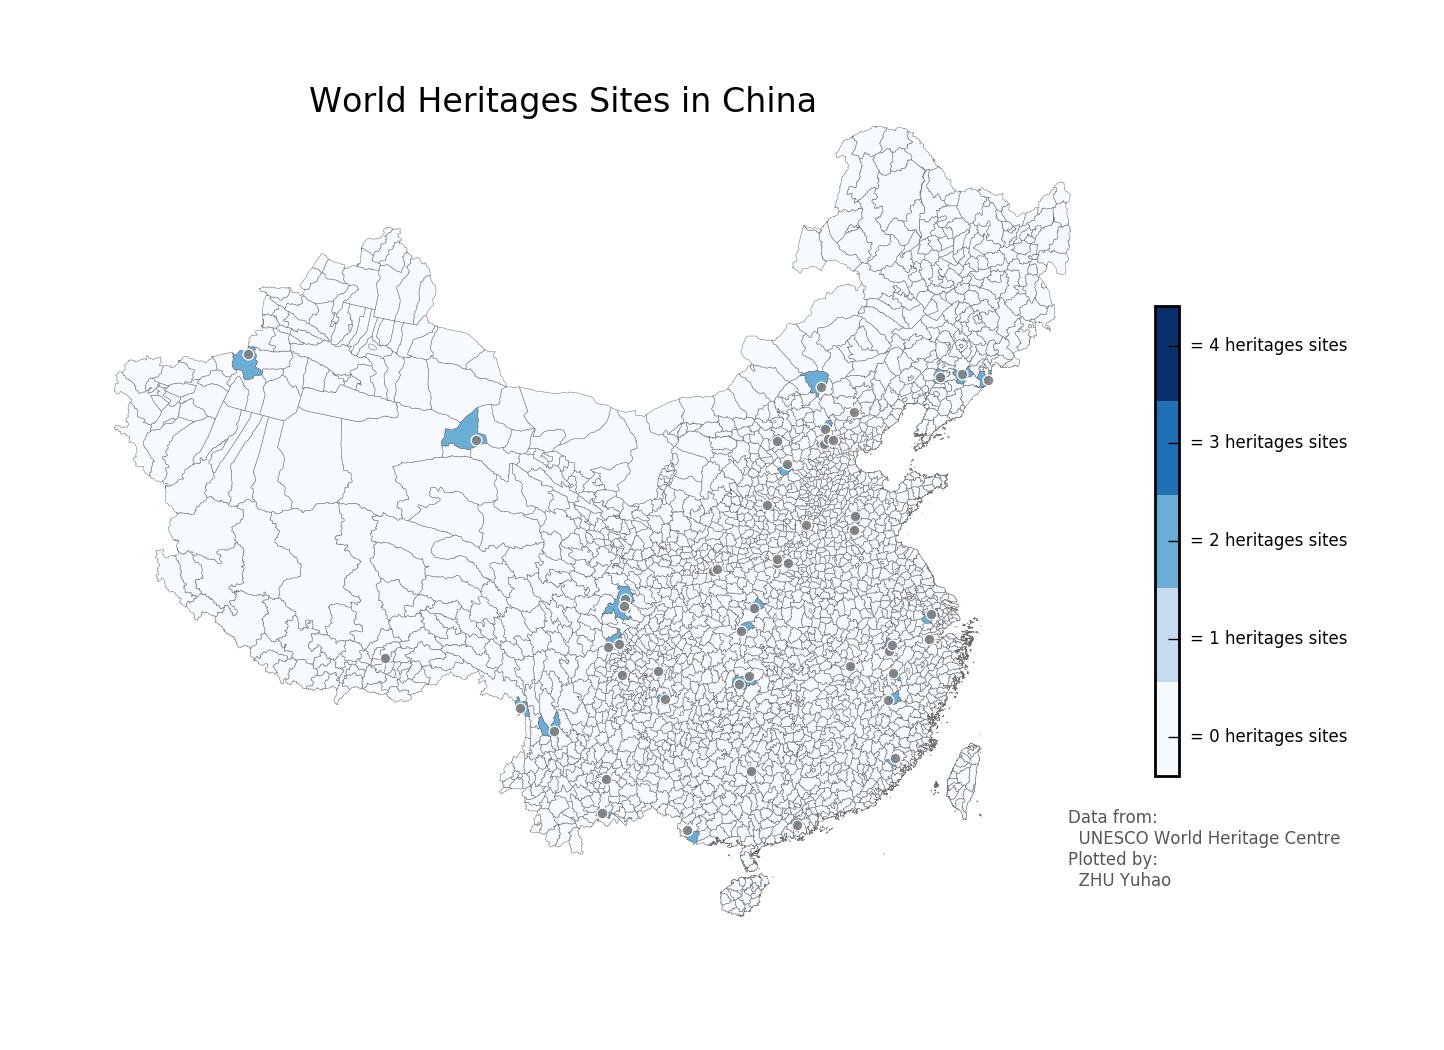 World Heritages Sites in China
= 4 heritages sites
= 3 heritages sites
= 2 heritages sites
= 1 heritages sites
= 0 heritages sites
Data from:
UNESCO World Heritage Centre
Plotted by:
ZHU Yuhao